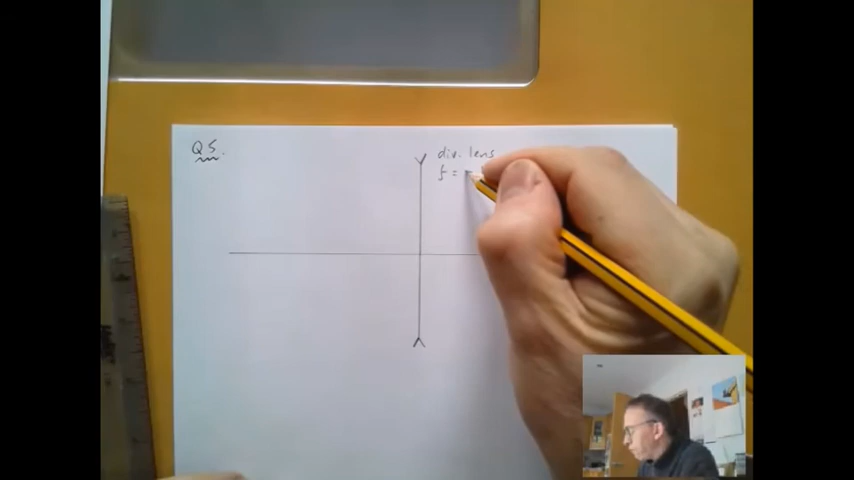 Q5.
div. lens
f = -